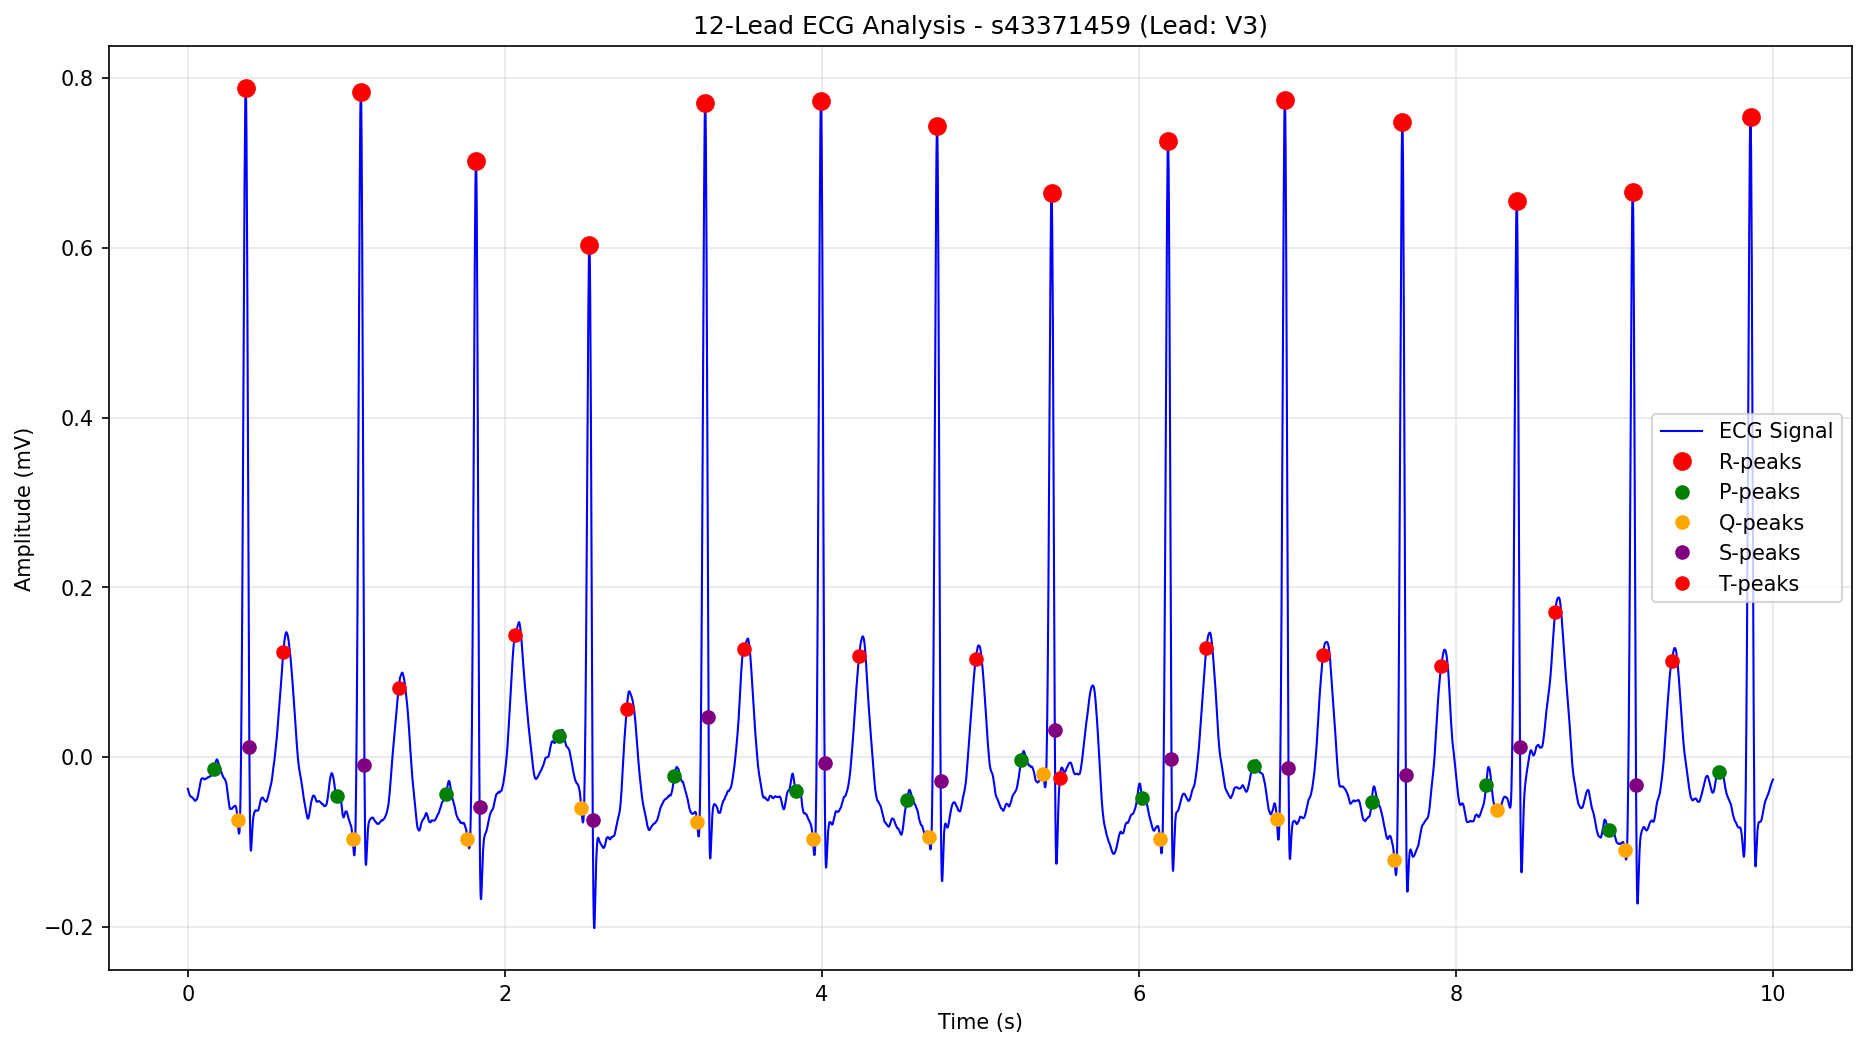 12-Lead ECG Analysis - s43371459 (Lead: V3)
Amplitude (mV)
0.8
0.6
0.4
0.2
0.0
−0.2
ECG Signal
R-peaks
P-peaks
Q-peaks
S-peaks
T-peaks
0 2 4 6 8 10
Time (s)